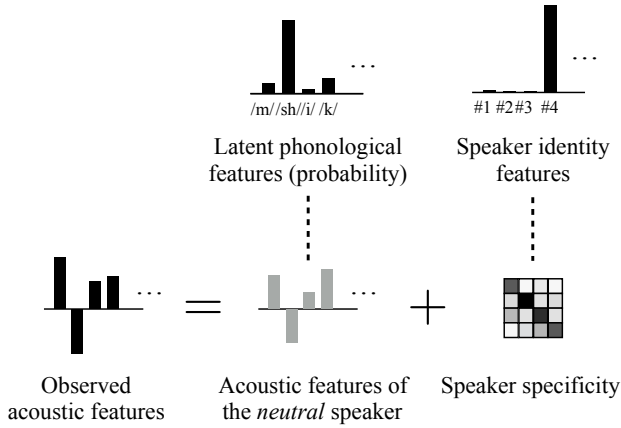 /m//sh//i/ /k/
...
#1 #2 #3 #4
...
Latent phonological
features (probability)
Speaker identity
features
...
=
...
+
Observed
acoustic features
Acoustic features of
the neutral speaker
Speaker specificity